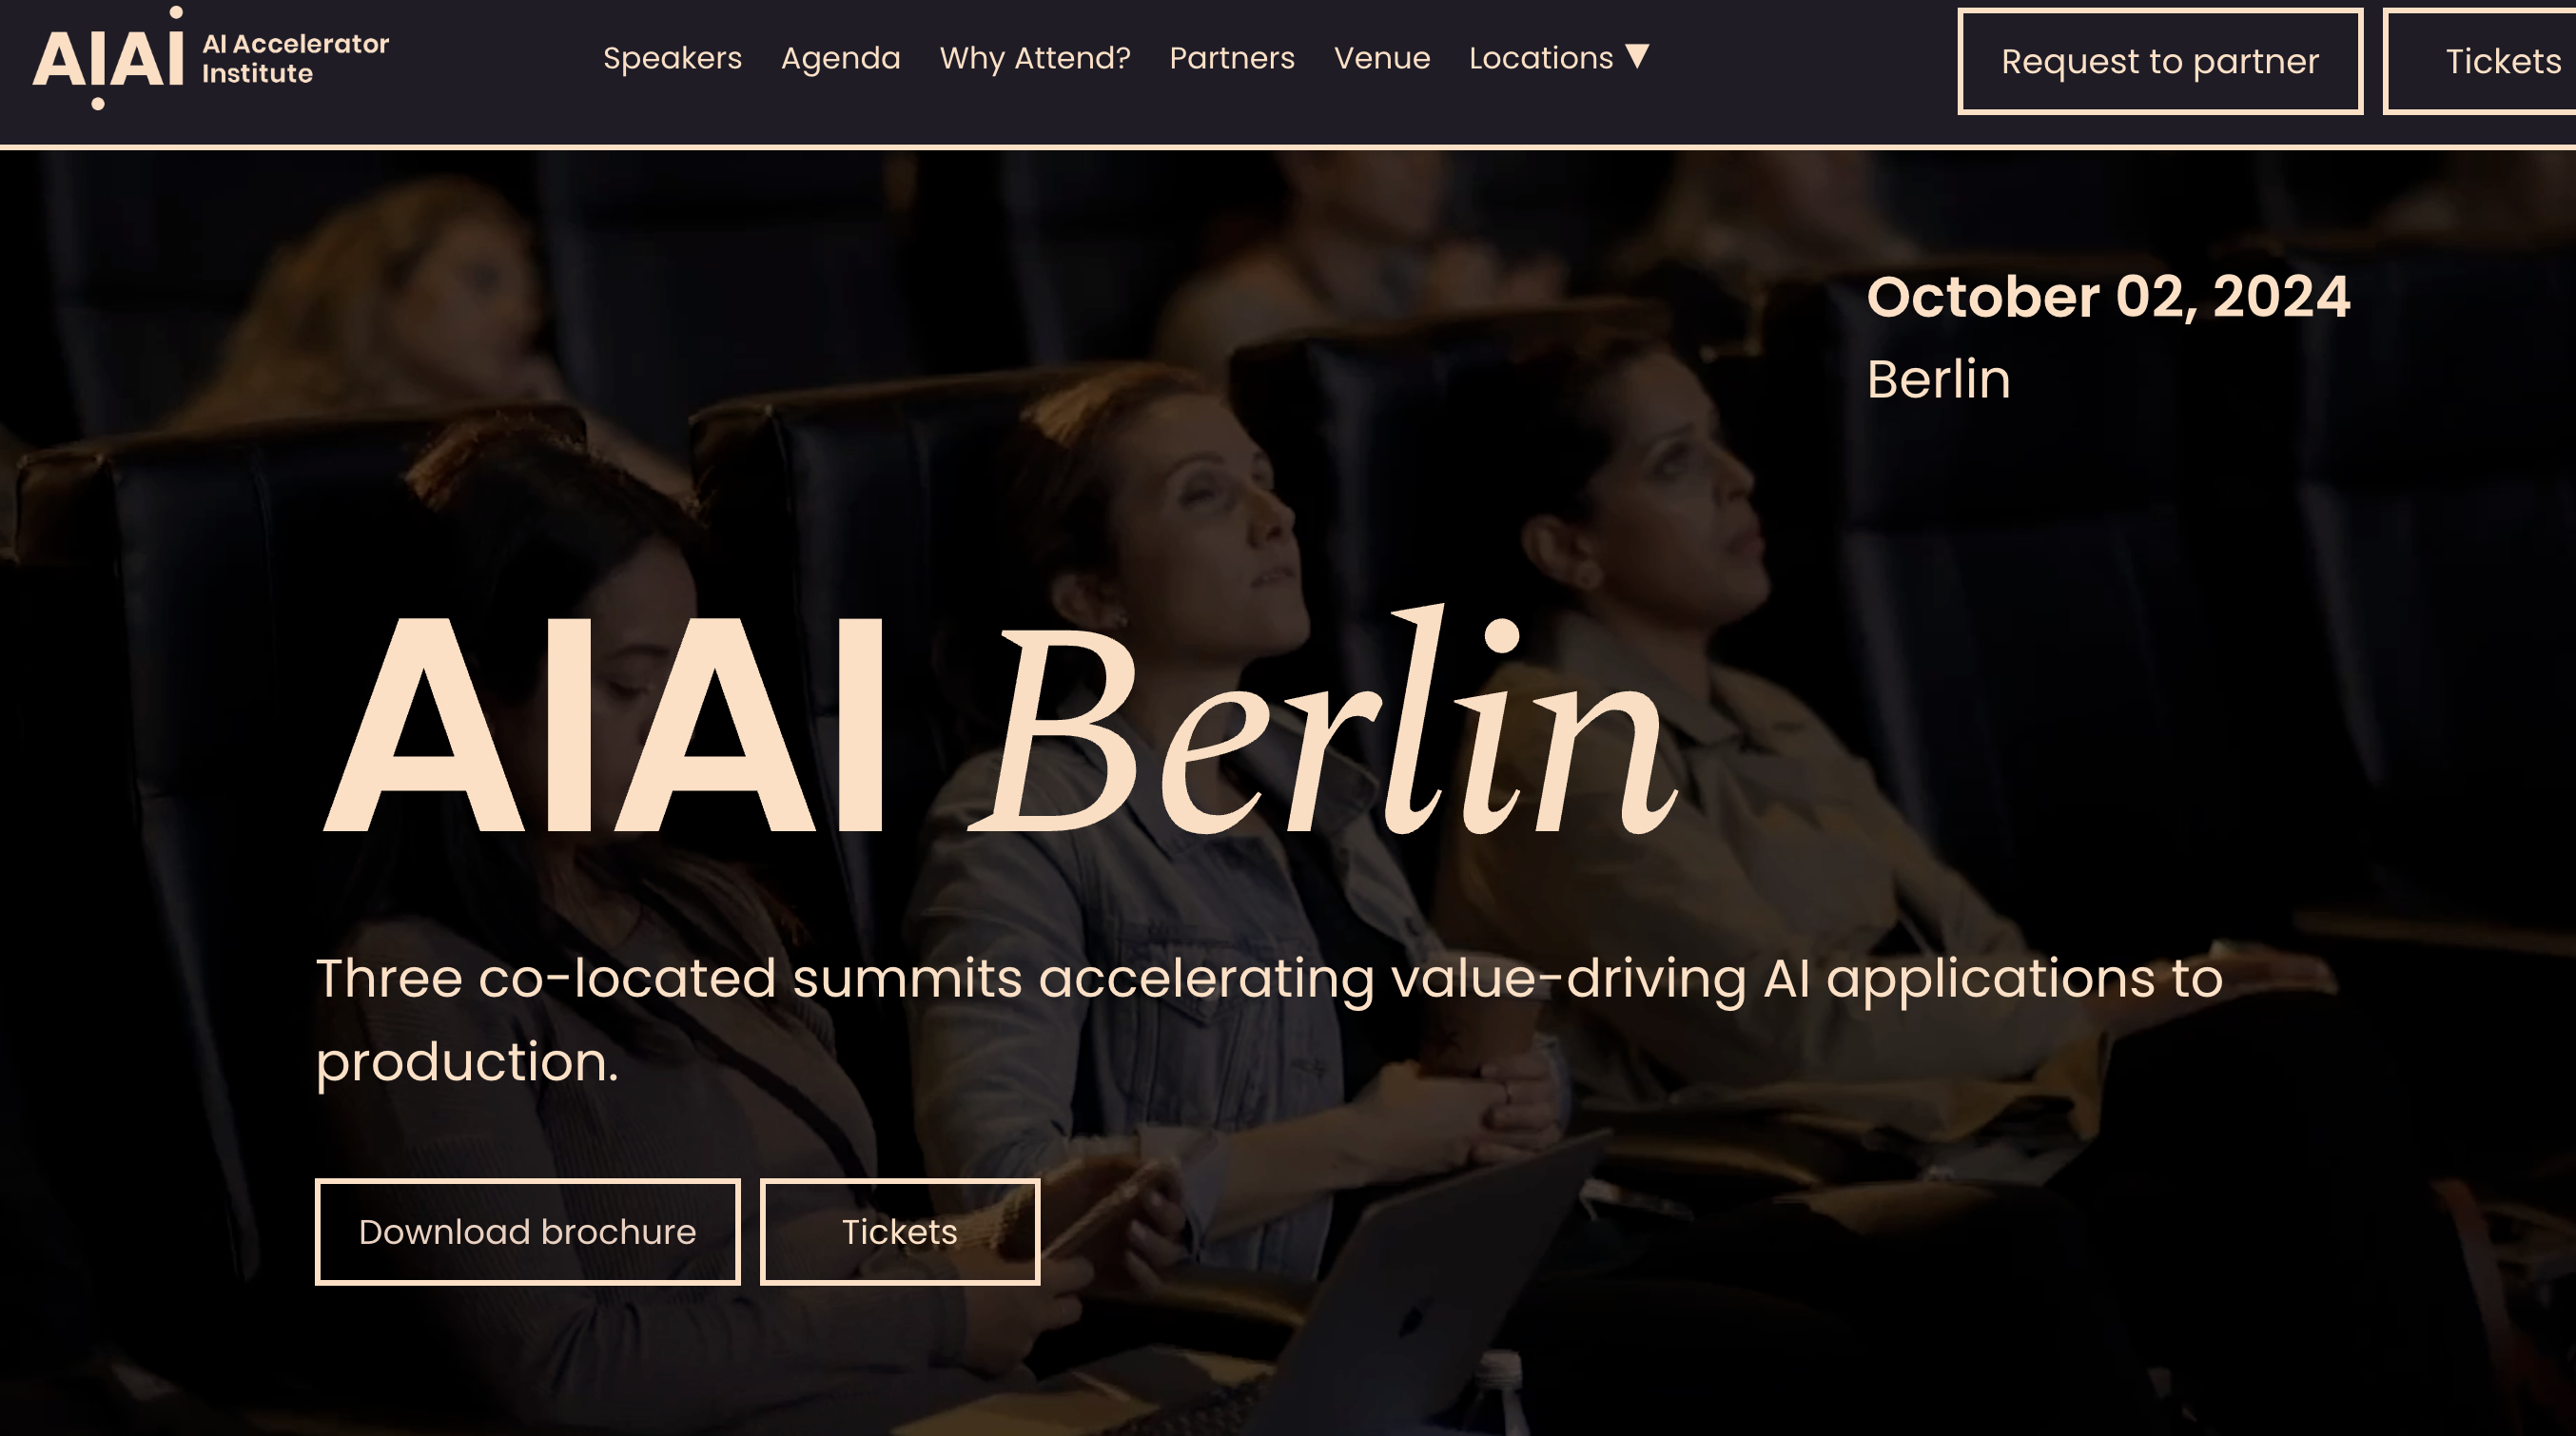 AIAI
AI Accelerator
Institute
Speakers Agenda Why Attend? Partners Venue Locations ▼
Request to partner
Tickets
October 02, 2024
Berlin
AIAI Berlin
Three co-located summits accelerating value-driving AI applications to
production.
Download brochure
Tickets